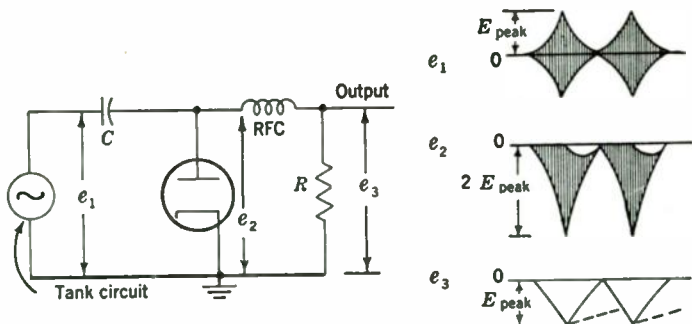 C
RFC
Output
e1
e2
R
e3
Tank circuit
e1
E peak
0
e2
0
2 E peak
e3
0
E peak